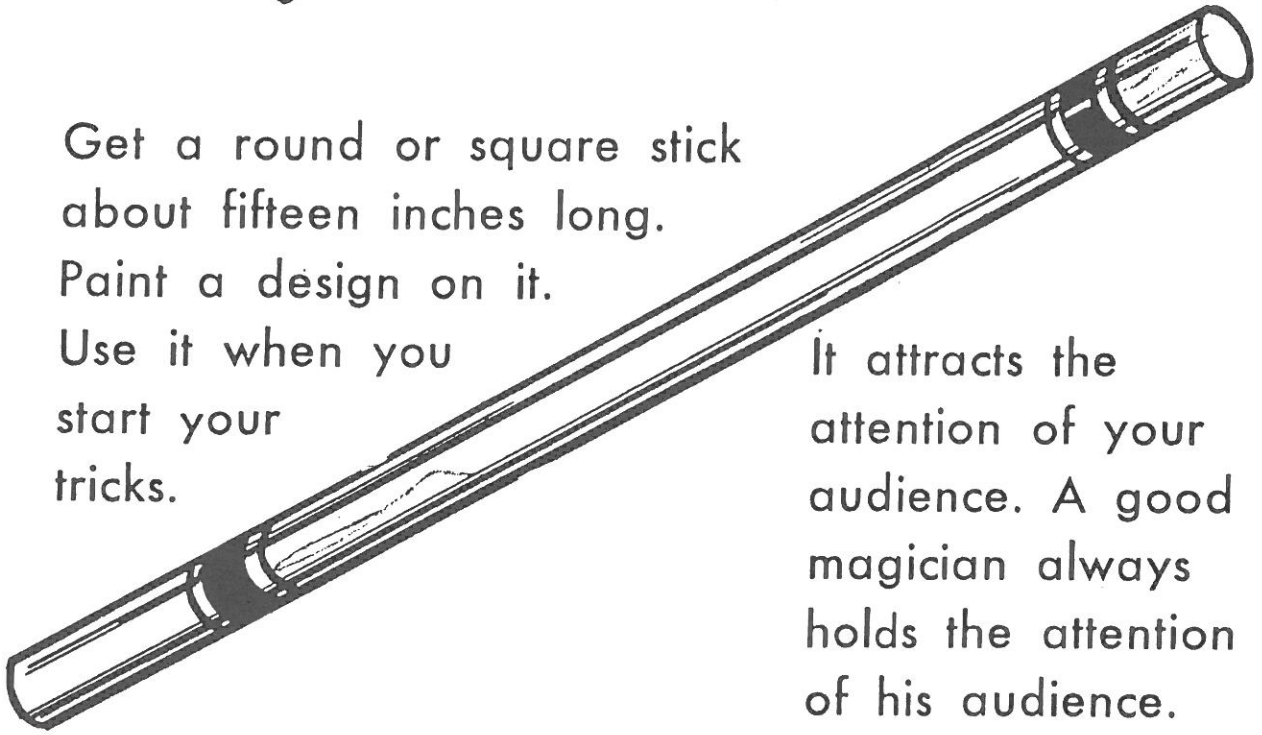 Get a round or square stick
about fifteen inches long.
Paint a design on it.
Use it when you
start your
tricks.
It attracts the
attention of your
audience. A good
magician always
holds the attention
of his audience.